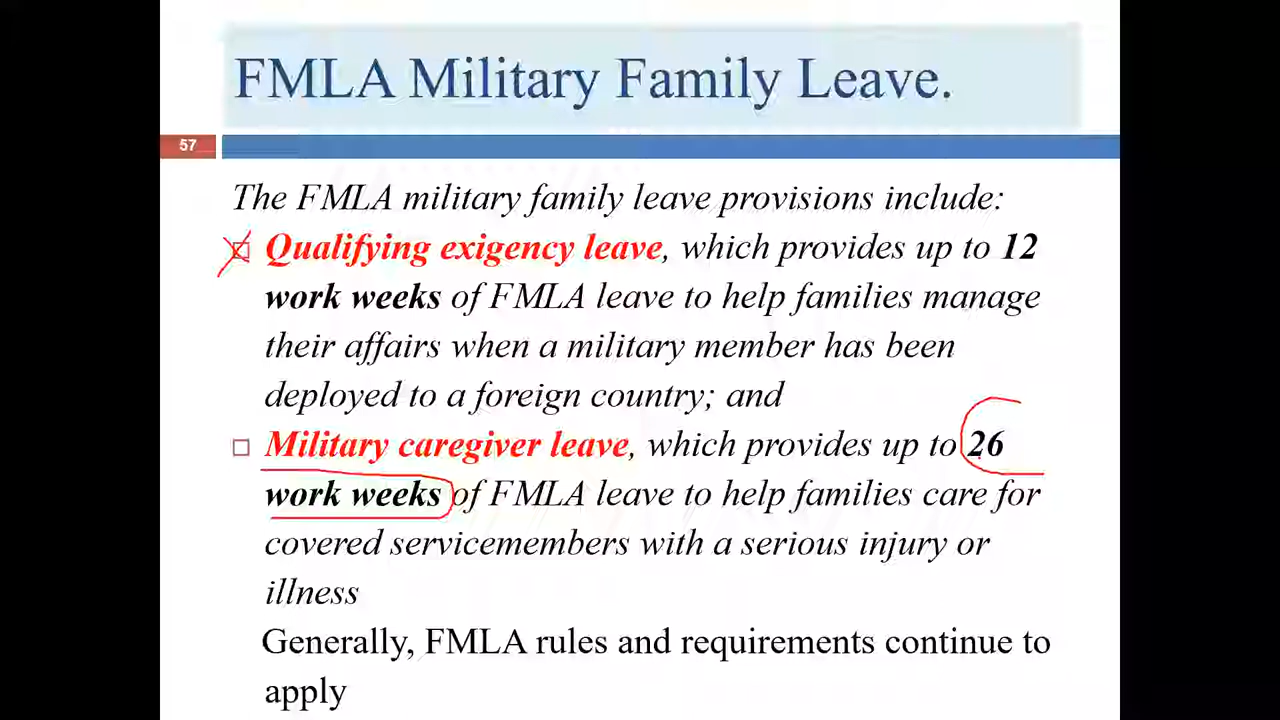 FMLA Military Family Leave.
57
The FMLA military family leave provisions include:
Qualifying exigency leave, which provides up to 12
work weeks of FMLA leave to help families manage
their affairs when a military member has been
deployed to a foreign country; and
Military caregiver leave, which provides up to 26
work weeks of FMLA leave to help families care for
covered servicemembers with a serious injury or
illness
Generally, FMLA rules and requirements continue to
apply